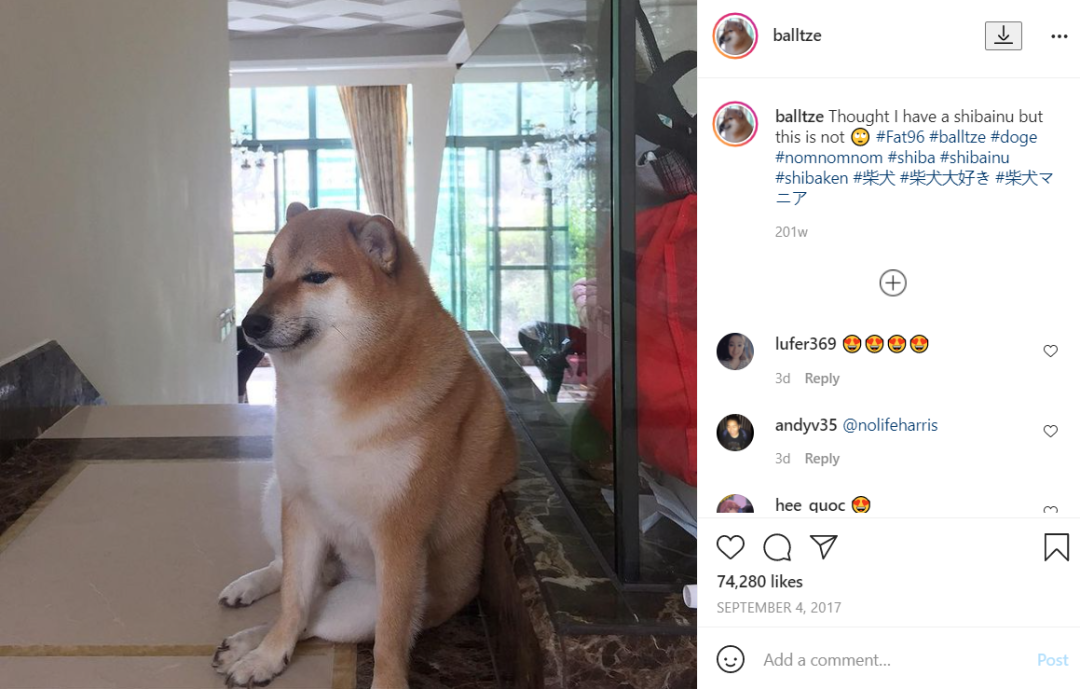 balltze
balltze Thought I have a shibainu but
this is not 🙄 #Fat96 #balltze #doge
#nomnomnom #shiba #shibainu
#shibaken #柴犬 #柴犬大好き #柴犬マ
ニア
201w
lufer369 😍😍😍😍
3d Reply
andyv35 @nolifeharris
3d Reply
hee_quoc 😍
74,280 likes
SEPTEMBER 4, 2017
Add a comment...
Post